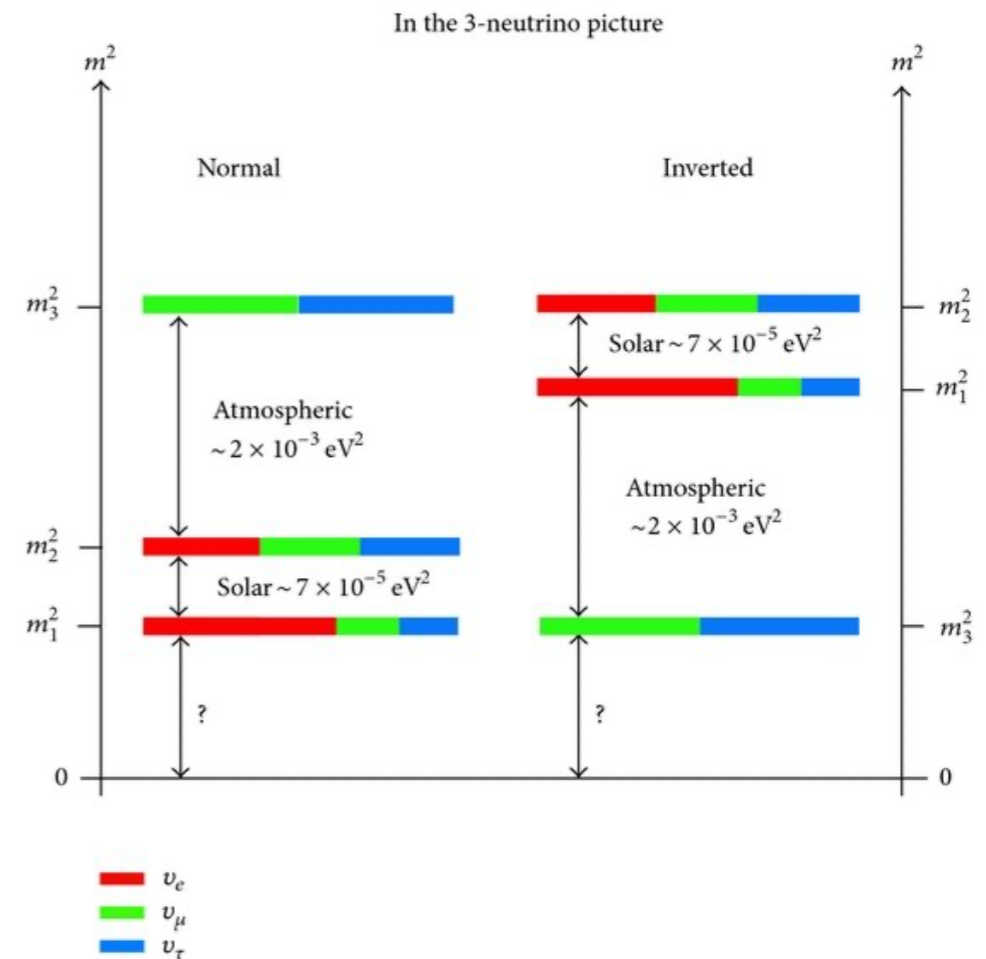 In the 3-neutrino picture
m²
m²
Normal
Inverted
m₃²
m₂²
Solar ~ 7 × 10⁻⁵ eV²
m₁²
Atmospheric
~2 × 10⁻³ eV²
Atmospheric
~2 × 10⁻³ eV²
m₂²
Solar ~ 7 × 10⁻⁵ eV²
m₁²
m₃²
?
?
0
0
υₑ
υ_μ
υ_τ